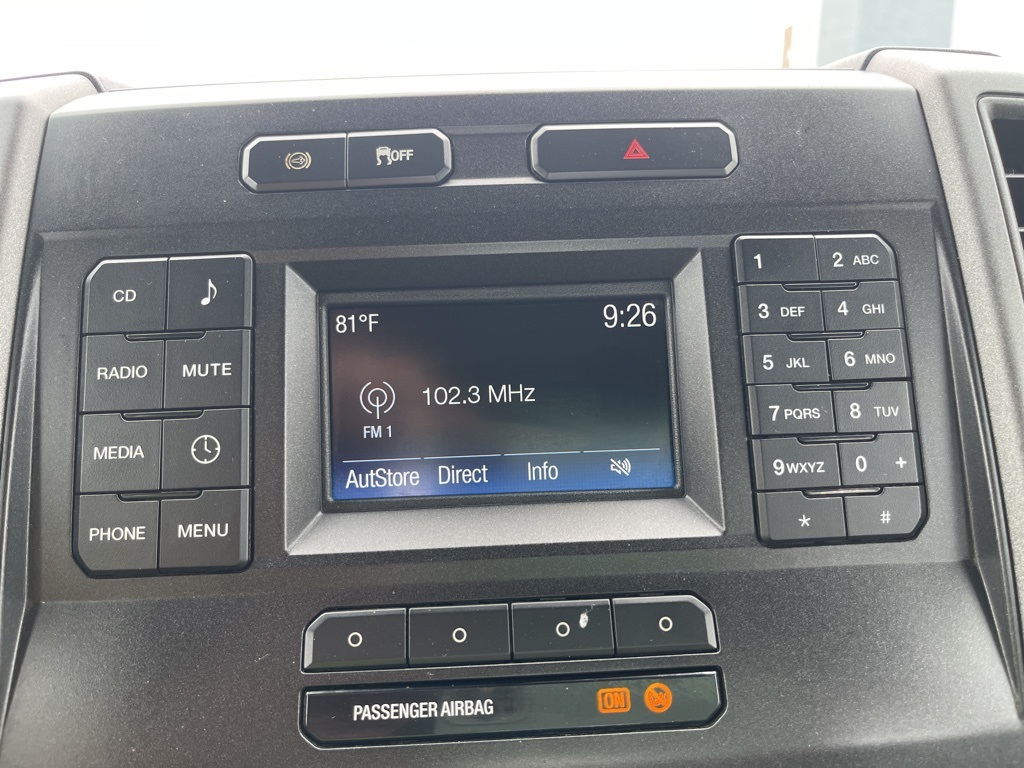 OFF
CD
RADIO MUTE
MEDIA
PHONE MENU
81°F 9:26
102.3 MHz
FM 1
AutStore Direct Info
1 2 ABC
3 DEF 4 GHI
5 JKL 6 MNO
7 PQRS 8 TUV
9 WXYZ 0 +
* #
PASSENGER AIRBAG ON